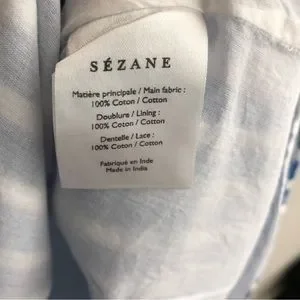 SÉZANE
Matière principale / Main fabric :
100% Coton / Cotton
Doublure / Lining :
100% Coton / Cotton
Dentelle / Lace :
100% Coton / Cotton
Fabriqué en Inde
Made in India